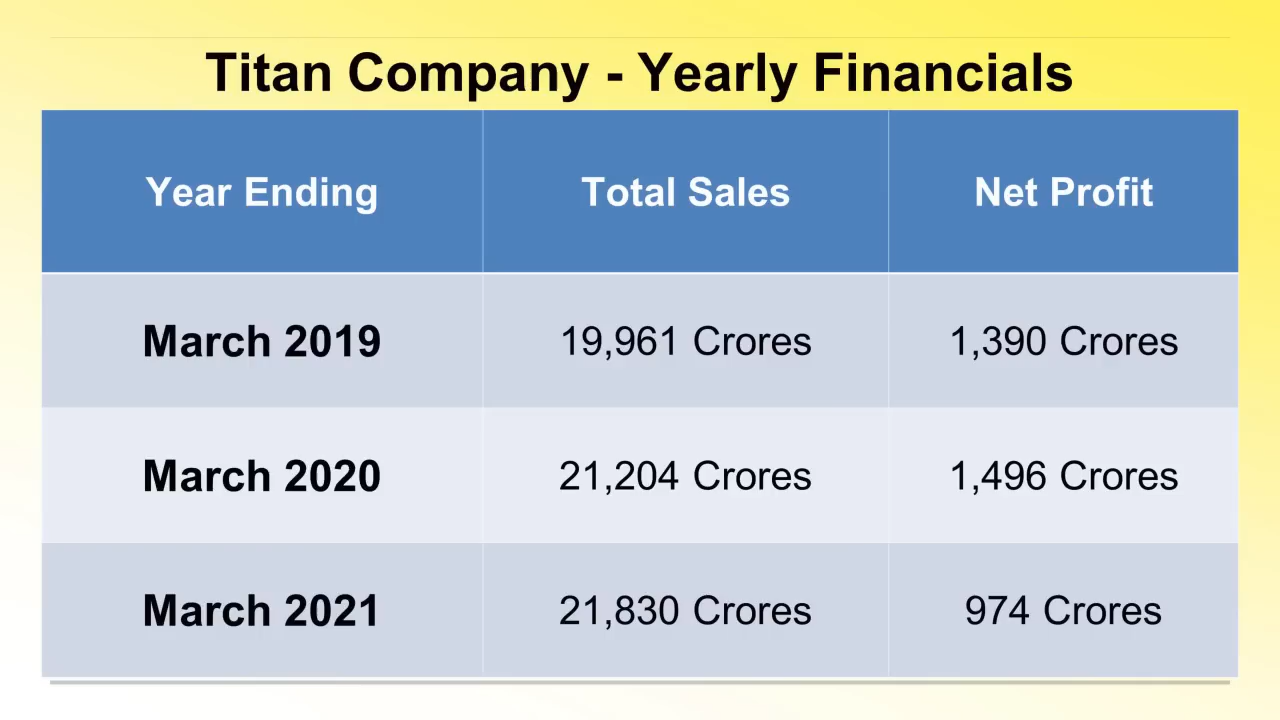 Titan Company - Yearly Financials
Year Ending Total Sales Net Profit
March 2019 19,961 Crores 1,390 Crores
March 2020 21,204 Crores 1,496 Crores
March 2021 21,830 Crores 974 Crores